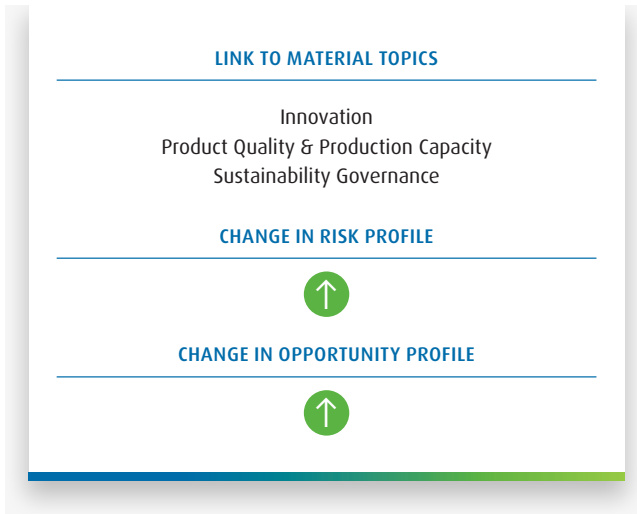 LINK TO MATERIAL TOPICS
Innovation
Product Quality & Production Capacity
Sustainability Governance
CHANGE IN RISK PROFILE
CHANGE IN OPPORTUNITY PROFILE